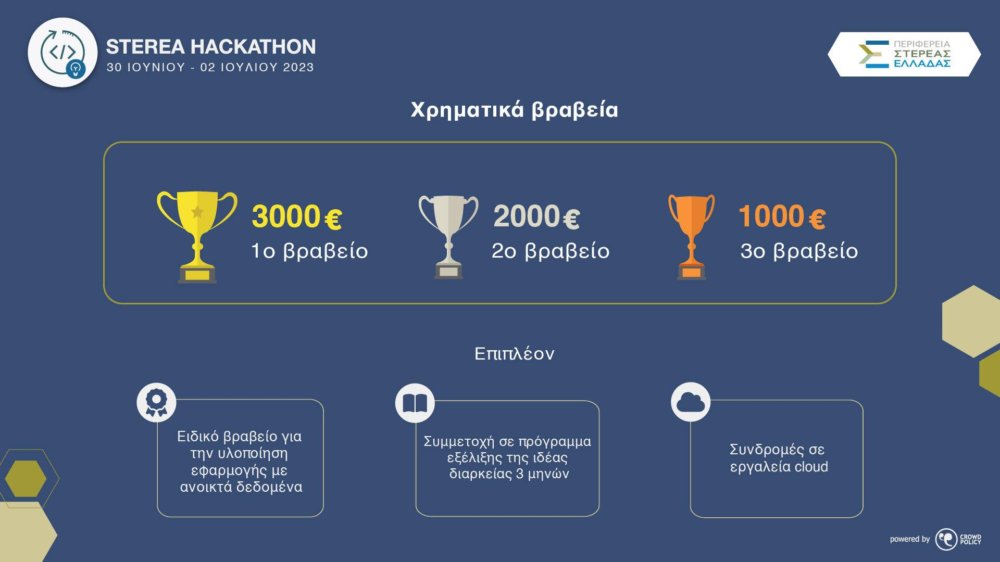 STEREA HACKATHON
30 ΙΟΥΝΙΟΥ - 02 ΙΟΥΛΙΟΥ 2023
ΠΕΡΙΦΕΡΕΙΑ
ΣΤΕΡΕΑΣ
ΕΛΛΑΔΑΣ
Χρηματικά βραβεία
3000 €
1ο βραβείο
2000 €
2ο βραβείο
1000 €
3ο βραβείο
Επιπλέον
Ειδικό βραβείο για
την υλοποίηση
εφαρμογής με
ανοικτά δεδομένα
Συμμετοχή σε πρόγραμμα
εξέλιξης της ιδέας
διαρκείας 3 μηνών
Συνδρομές σε
εργαλεία cloud
powered by
CROWD
POLICY